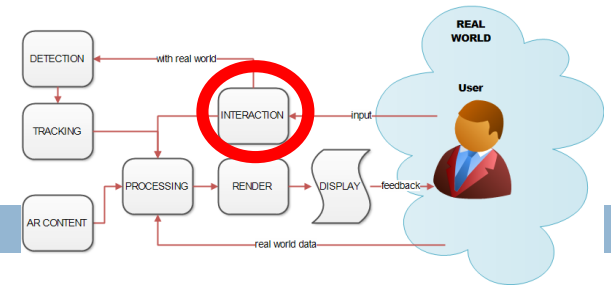 REAL
WORLD
DETECTION
with real world
User
INTERACTION
input
TRACKING
PROCESSING
RENDER
DISPLAY
feedback
AR CONTENT
real world data